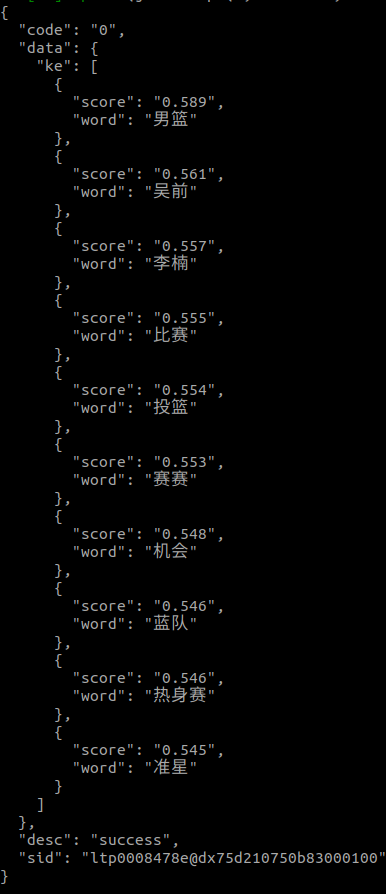 {
"code": "0",
"data": {
"ke": [
{
"score": "0.589",
"word": "男篮"
},
{
"score": "0.561",
"word": "吴前"
},
{
"score": "0.557",
"word": "李楠"
},
{
"score": "0.555",
"word": "比赛"
},
{
"score": "0.554",
"word": "投篮"
},
{
"score": "0.553",
"word": "赛赛"
},
{
"score": "0.548",
"word": "机会"
},
{
"score": "0.546",
"word": "蓝队"
},
{
"score": "0.546",
"word": "热身赛"
},
{
"score": "0.545",
"word": "准星"
}
]
},
"desc": "success",
"sid": "ltp0008478e@dx75d210750b83000100"
}